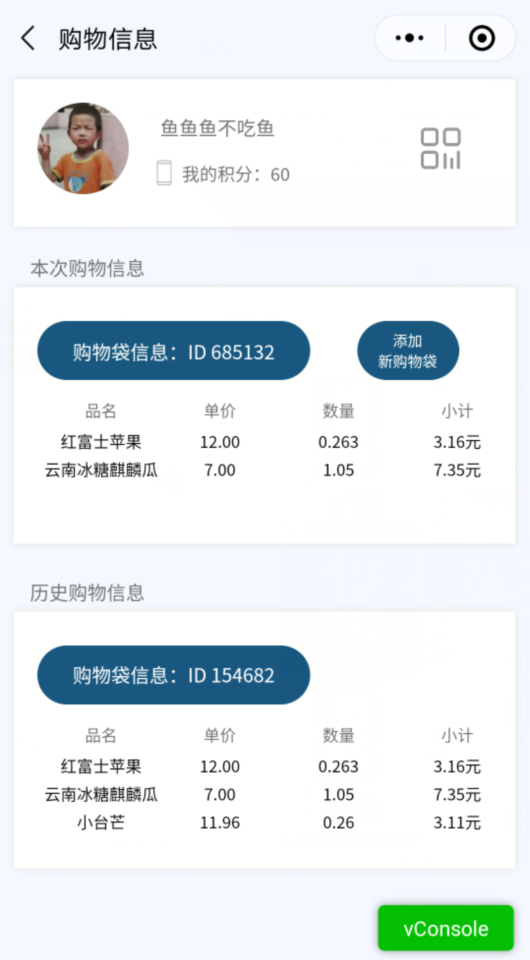 购物信息
鱼鱼鱼不吃鱼
我的积分：60
本次购物信息
购物袋信息：ID 685132
添加
新购物袋
品名 单价 数量 小计
红富士苹果 12.00 0.263 3.16元
云南冰糖麒麟瓜 7.00 1.05 7.35元
历史购物信息
购物袋信息：ID 154682
品名 单价 数量 小计
红富士苹果 12.00 0.263 3.16元
云南冰糖麒麟瓜 7.00 1.05 7.35元
小台芒 11.96 0.26 3.11元
vConsole